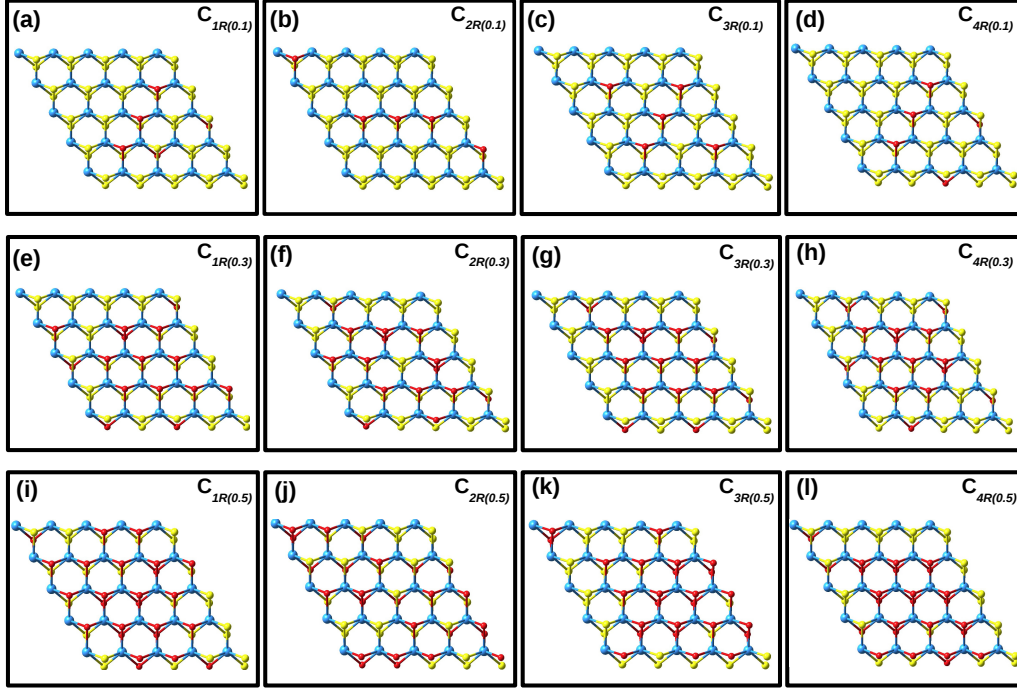 (a) C1R(0.1)
(b) C2R(0.1)
(c) C3R(0.1)
(d) C4R(0.1)
(e) C1R(0.3)
(f) C2R(0.3)
(g) C3R(0.3)
(h) C4R(0.3)
(i) C1R(0.5)
(j) C2R(0.5)
(k) C3R(0.5)
(l) C4R(0.5)